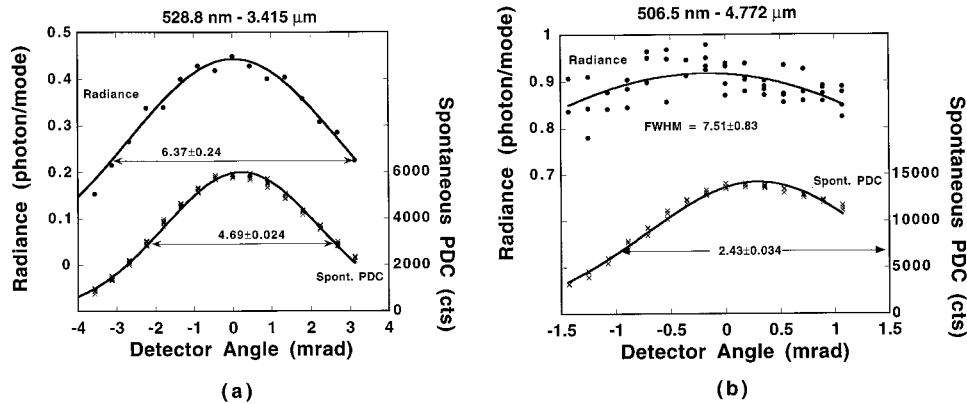 528.8 nm - 3.415 μm
Radiance (photon/mode)
0.5
0.4
0.3
0.2
0.1
0
Radiance
6.37±0.24
4.69±0.024
Spont. PDC
6000
4000
2000
0
Spontaneous PDC (cts)
-4 -3 -2 -1 0 1 2 3 4
Detector Angle (mrad)
(a)
506.5 nm - 4.772 μm
Radiance (photon/mode)
1
0.9
0.8
0.7
Radiance
FWHM = 7.51±0.83
Spont. PDC
2.43±0.034
15000
10000
5000
0
Spontaneous PDC (cts)
-1.5 -1 -0.5 0 0.5 1 1.5
Detector Angle (mrad)
(b)